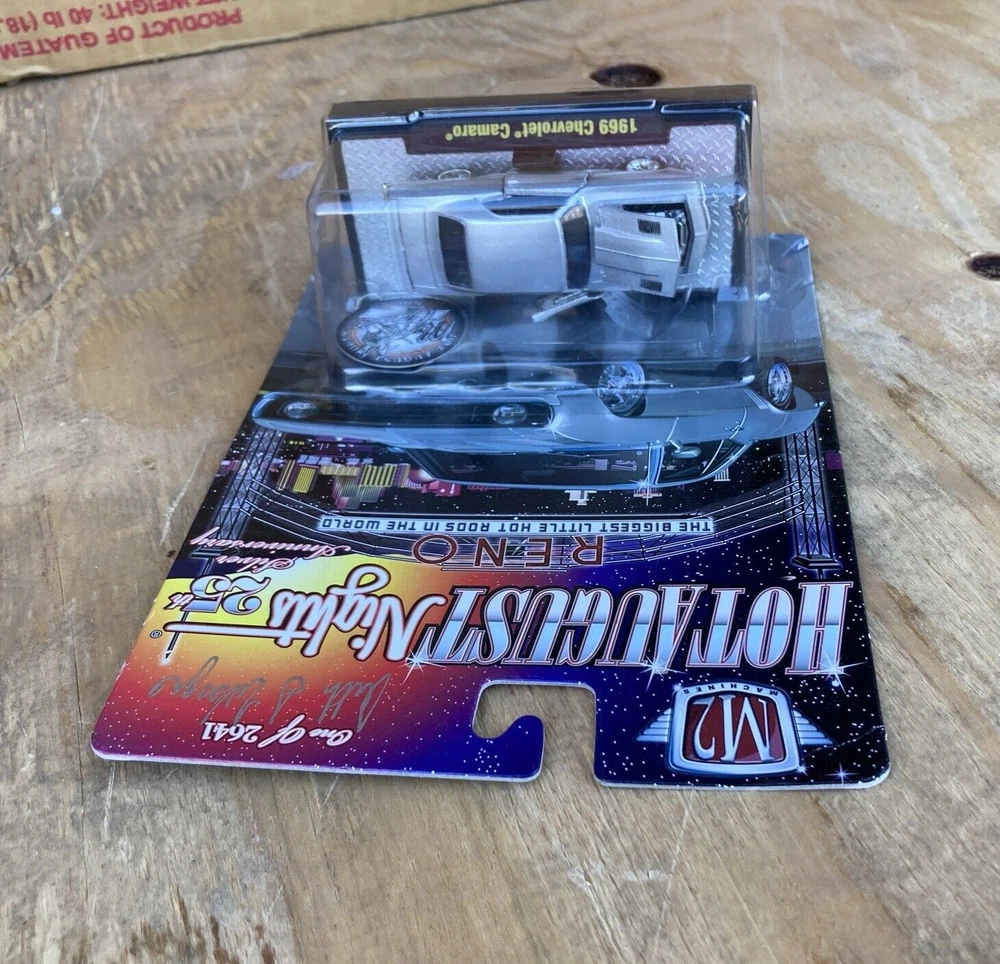 PRODUCT OF GUATEM
NET WEIGHT: 40 lb (18.
M2
MACHINES
One Of 2641
HOT AUGUST Nights
®
25th
Silver
Anniversary
RENO
THE BIGGEST LITTLE HOT RODS IN THE WORLD
1969 Chevrolet® Camaro®